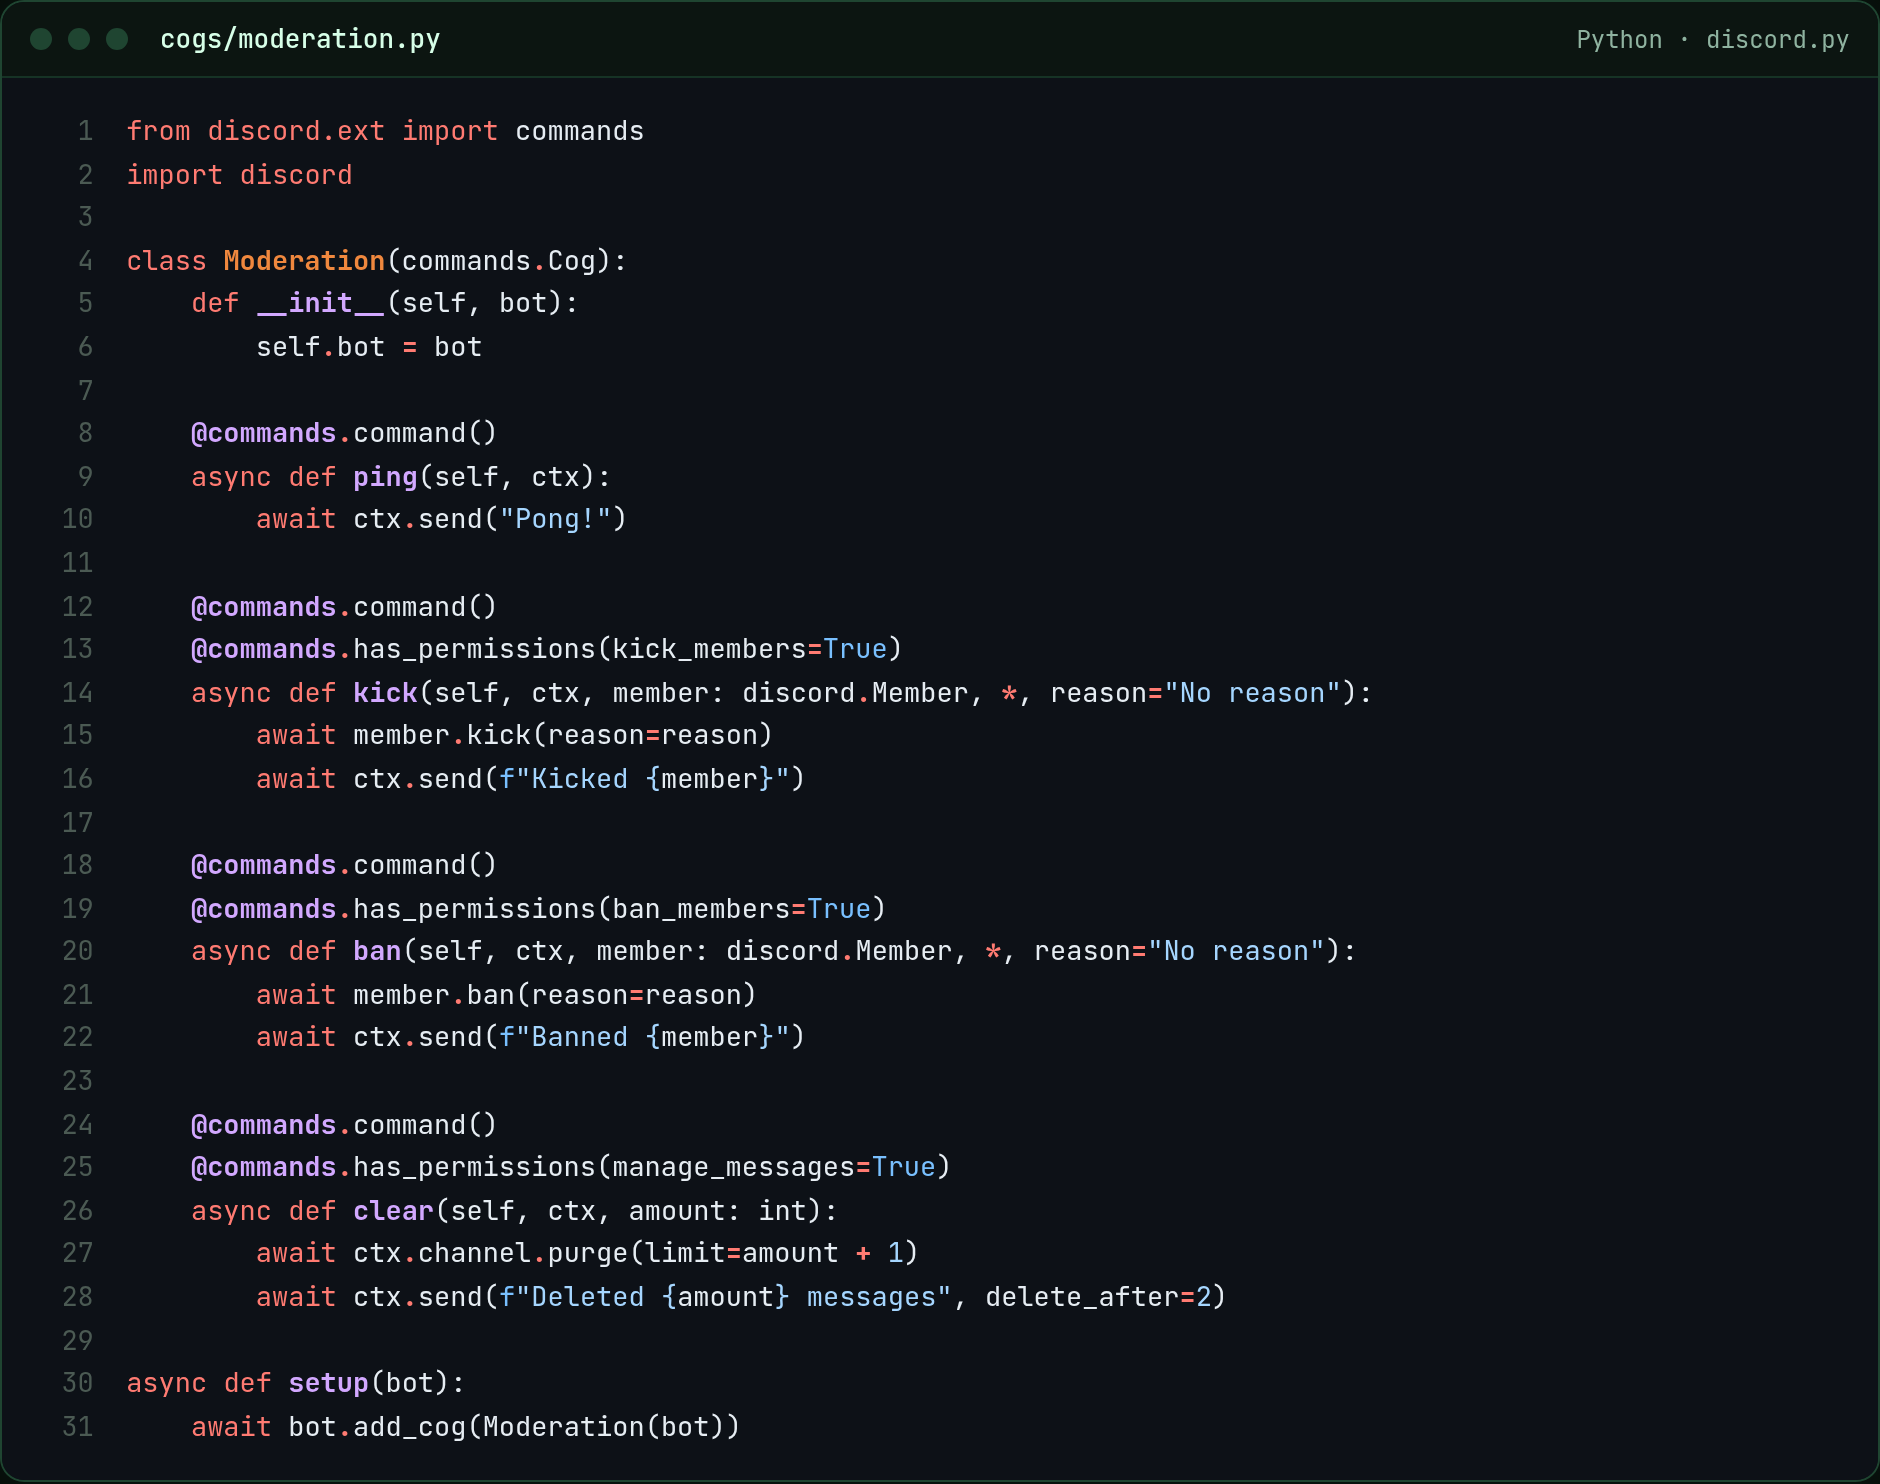 cogs/moderation.py
Python · discord.py
1 from discord.ext import commands
2 import discord
3
4 class Moderation(commands.Cog):
5     def __init__(self, bot):
6         self.bot = bot
7
8     @commands.command()
9     async def ping(self, ctx):
10         await ctx.send("Pong!")
11
12     @commands.command()
13     @commands.has_permissions(kick_members=True)
14     async def kick(self, ctx, member: discord.Member, *, reason="No reason"):
15         await member.kick(reason=reason)
16         await ctx.send(f"Kicked {member}")
17
18     @commands.command()
19     @commands.has_permissions(ban_members=True)
20     async def ban(self, ctx, member: discord.Member, *, reason="No reason"):
21         await member.ban(reason=reason)
22         await ctx.send(f"Banned {member}")
23
24     @commands.command()
25     @commands.has_permissions(manage_messages=True)
26     async def clear(self, ctx, amount: int):
27         await ctx.channel.purge(limit=amount + 1)
28         await ctx.send(f"Deleted {amount} messages", delete_after=2)
29
30 async def setup(bot):
31     await bot.add_cog(Moderation(bot))